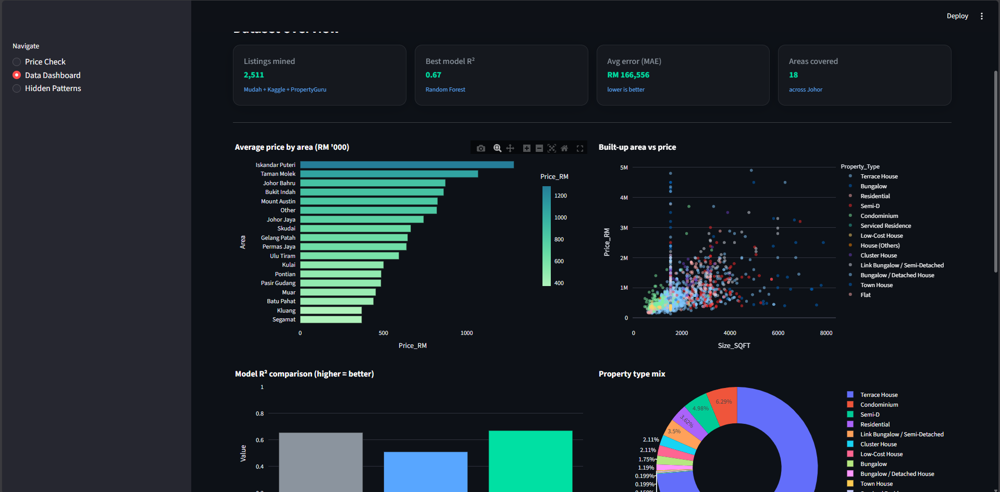 Deploy
Navigate
Price Check
Data Dashboard
Hidden Patterns
Dataset overview
Listings mined
2,511
Mudah + Kaggle + PropertyGuru
Best model R²
0.67
Random Forest
Avg error (MAE)
RM 166,556
lower is better
Areas covered
18
across Johor
Average price by area (RM '000)
Iskandar Puteri
Taman Molek
Johor Bahru
Bukit Indah
Mount Austin
Other
Johor Jaya
Skudai
Gelang Patah
Permas Jaya
Ulu Tiram
Kulai
Pontian
Pasir Gudang
Muar
Batu Pahat
Kluang
Segamat
Area
0
500
1000
Price_RM
Price_RM
1200
1000
800
600
400
Built-up area vs price
5M
4M
3M
2M
1M
0
Price_RM
0
2000
4000
6000
8000
Size_SQFT
Property_Type
Terrace House
Bungalow
Residential
Semi-D
Condominium
Serviced Residence
Low-Cost House
House (Others)
Cluster House
Link Bungalow / Semi-Detached
Bungalow / Detached House
Town House
Flat
Model R² comparison (higher = better)
1
0.8
0.6
0.4
Value
Property type mix
6.29%
4.98%
3.62%
3.5%
2.11%
2.11%
1.75%
1.19%
0.199%
0.199%
Terrace House
Condominium
Semi-D
Residential
Link Bungalow / Semi-Detached
Cluster House
Low-Cost House
Bungalow
Bungalow / Detached House
Town House